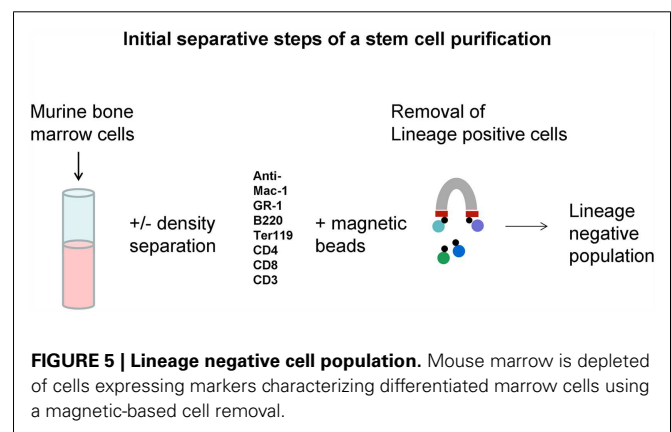 Initial separative steps of a stem cell purification
Murine bone
marrow cells
+/- density
separation
Anti-
Mac-1
GR-1
B220
Ter119
CD4
CD8
CD3
+ magnetic
beads
Removal of
Lineage positive cells
Lineage
negative
population
FIGURE 5 | Lineage negative cell population. Mouse marrow is depleted
of cells expressing markers characterizing differentiated marrow cells using
a magnetic-based cell removal.